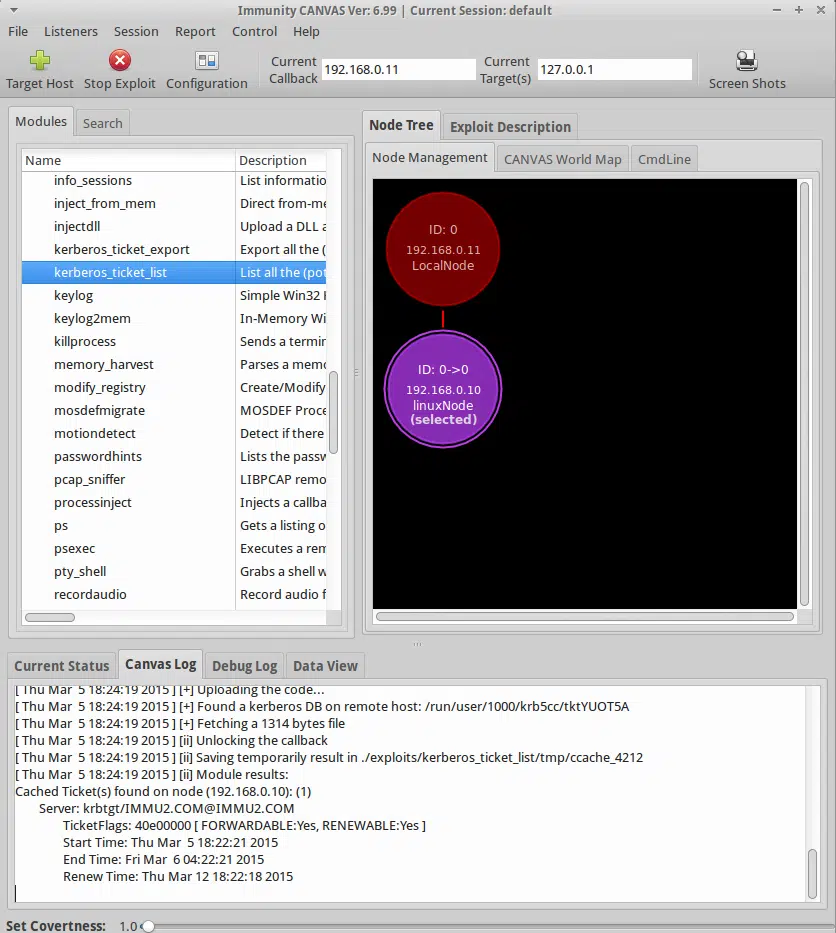 Immunity CANVAS Ver: 6.99 | Current Session: default
File Listeners Session Report Control Help
Target Host Stop Exploit Configuration Current Callback 192.168.0.11 Current Target(s) 127.0.0.1 Screen Shots
Modules Search
Name Description
info_sessions List informatio
inject_from_mem Direct from-me
injectdll Upload a DLL a
kerberos_ticket_export Export all the (
kerberos_ticket_list List all the (pot
keylog Simple Win32 K
keylog2mem In-Memory Wi
killprocess Sends a termin
memory_harvest Parses a memo
modify_registry Create/Modify
mosdefmigrate MOSDEF Proce
motiondetect Detect if there
passwordhints Lists the passw
pcap_sniffer LIBPCAP remo
processinject Injects a callba
ps Gets a listing o
psexec Executes a rem
pty_shell Grabs a shell w
recordaudio Record audio f
Node Tree Exploit Description
Node Management CANVAS World Map CmdLine
ID: 0
192.168.0.11
LocalNode
ID: 0->0
192.168.0.10
linuxNode
(selected)
Current Status Canvas Log Debug Log Data View
[ Thu Mar 5 18:24:19 2015 ] [+] Uploading the code...
[ Thu Mar 5 18:24:19 2015 ] [+] Found a kerberos DB on remote host: /run/user/1000/krb5cc/tktYUOT5A
[ Thu Mar 5 18:24:19 2015 ] [+] Fetching a 1314 bytes file
[ Thu Mar 5 18:24:19 2015 ] [ii] Unlocking the callback
[ Thu Mar 5 18:24:19 2015 ] [ii] Saving temporarily result in ./exploits/kerberos_ticket_list/tmp/ccache_4212
[ Thu Mar 5 18:24:19 2015 ] [ii] Module results:
Cached Ticket(s) found on node (192.168.0.10): (1)
Server: krbtgt/IMMU2.COM@IMMU2.COM
TicketFlags: 40e00000 [ FORWARDABLE:Yes, RENEWABLE:Yes ]
Start Time: Thu Mar 5 18:22:21 2015
End Time: Fri Mar 6 04:22:21 2015
Renew Time: Thu Mar 12 18:22:18 2015
Set Covertness: 1.0